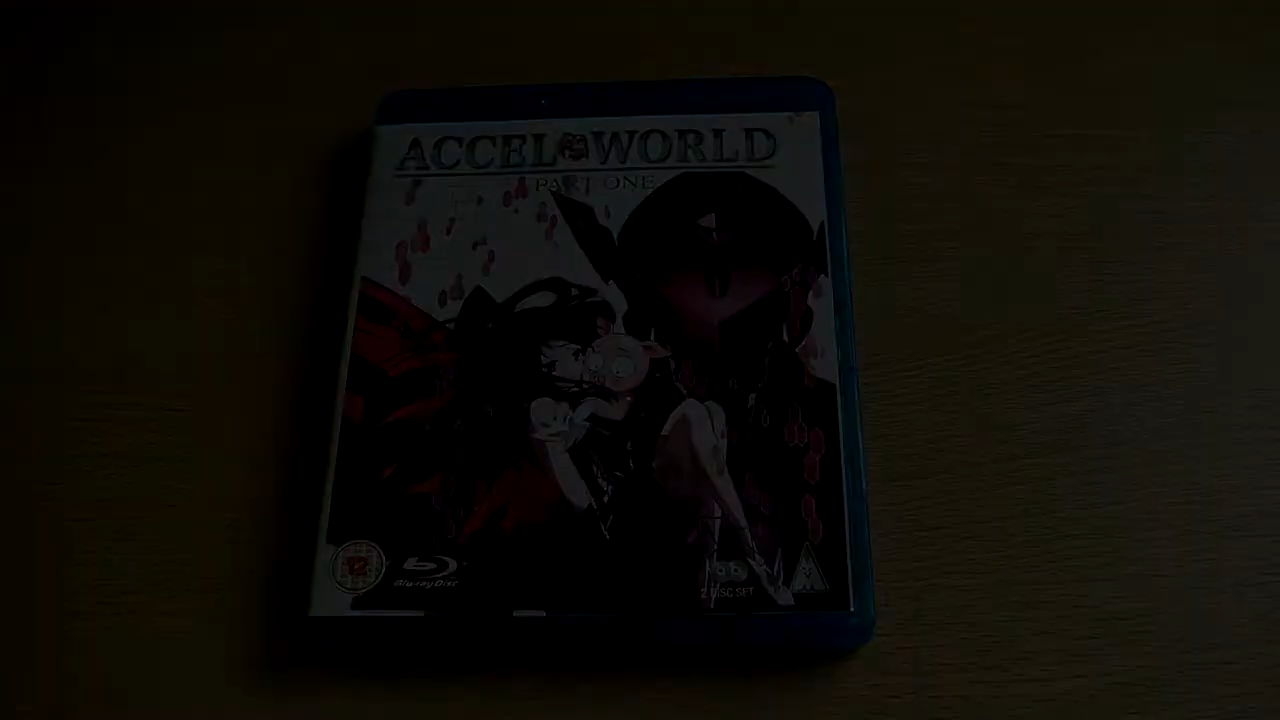 ACCEL WORLD
PART ONE
12
Blu-ray Disc
2 DISC SET